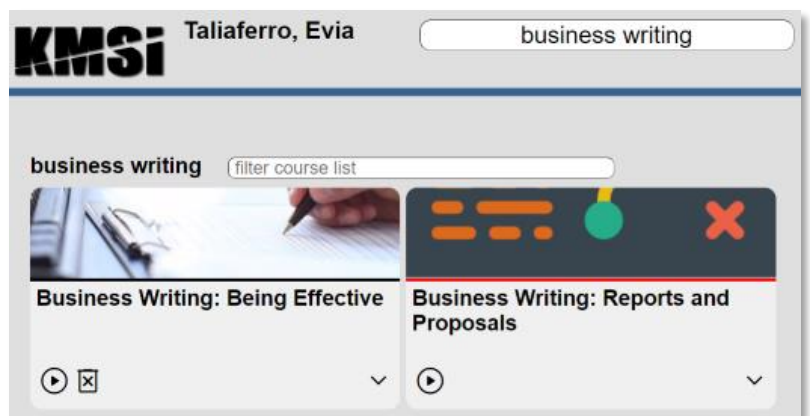 KMSi
Taliaferro, Evia
business writing
business writing
filter course list
Business Writing: Being Effective
Business Writing: Reports and
Proposals